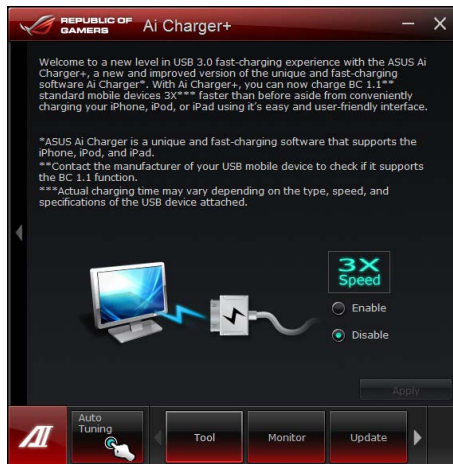 REPUBLIC OF
GAMERS
Ai Charger+
Welcome to a new level in USB 3.0 fast-charging experience with the ASUS Ai
Charger+, a new and improved version of the unique and fast-charging
software Ai Charger*. With Ai Charger+, you can now charge BC 1.1**
standard mobile devices 3X*** faster than before aside from conveniently
charging your iPhone, iPod, or iPad using it's easy and user-friendly interface.
*ASUS Ai Charger is a unique and fast-charging software that supports the
iPhone, iPod, and iPad.
**Contact the manufacturer of your USB mobile device to check if it supports
the BC 1.1 function.
***Actual charging time may vary depending on the type, speed, and
specifications of the USB device attached.
3X
Speed
Enable
Disable
Apply
AI
Auto
Tuning
Tool
Monitor
Update